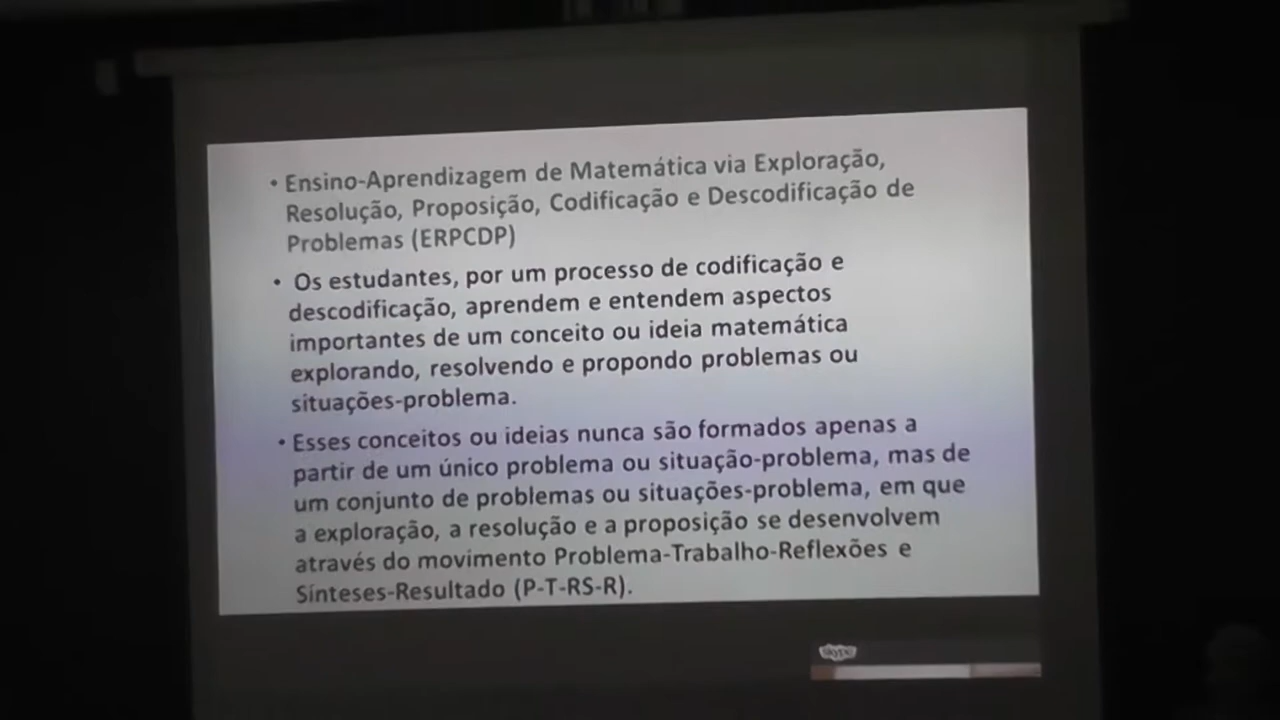 • Ensino-Aprendizagem de Matemática via Exploração,
Resolução, Proposição, Codificação e Descodificação de
Problemas (ERPCDP)
• Os estudantes, por um processo de codificação e
descodificação, aprendem e entendem aspectos
importantes de um conceito ou ideia matemática
explorando, resolvendo e propondo problemas ou
situações-problema.
• Esses conceitos ou ideias nunca são formados apenas a
partir de um único problema ou situação-problema, mas de
um conjunto de problemas ou situações-problema, em que
a exploração, a resolução e a proposição se desenvolvem
através do movimento Problema-Trabalho-Reflexões e
Sínteses-Resultado (P-T-RS-R).
skype